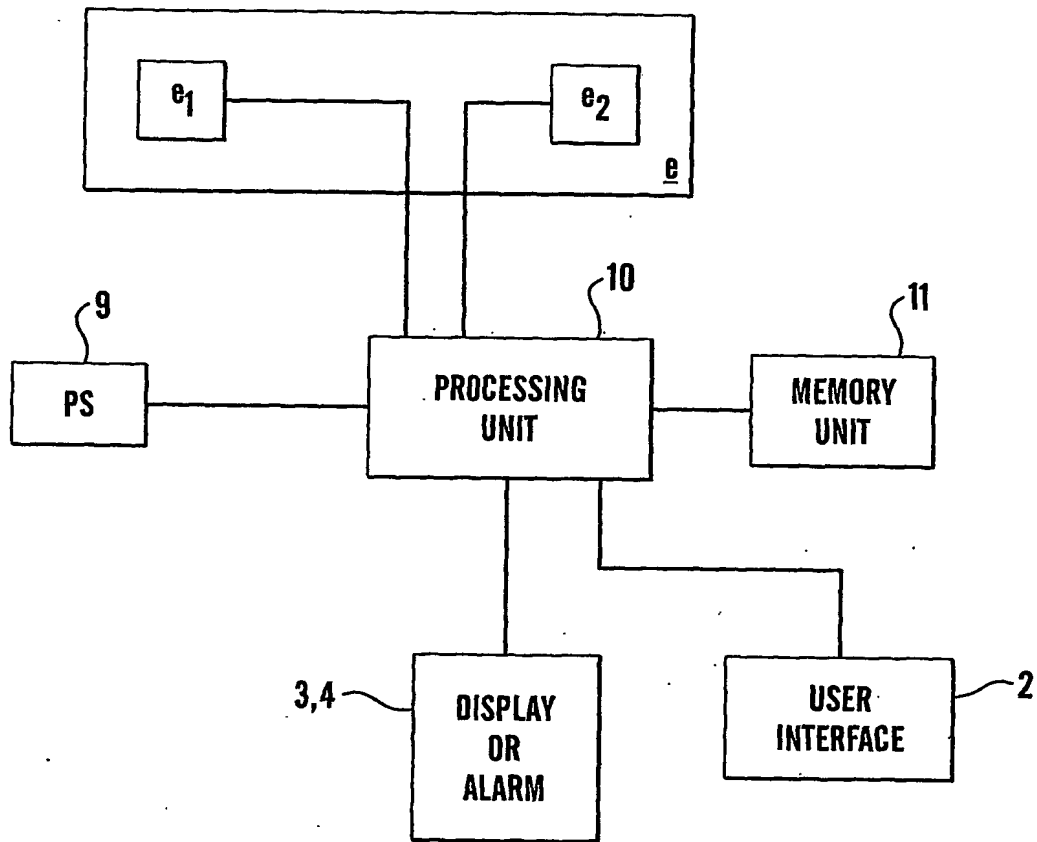 e1
e2
e
10
11
9
PS
PROCESSING
UNIT
MEMORY
UNIT
3,4
DISPLAY
OR
ALARM
USER
INTERFACE
2